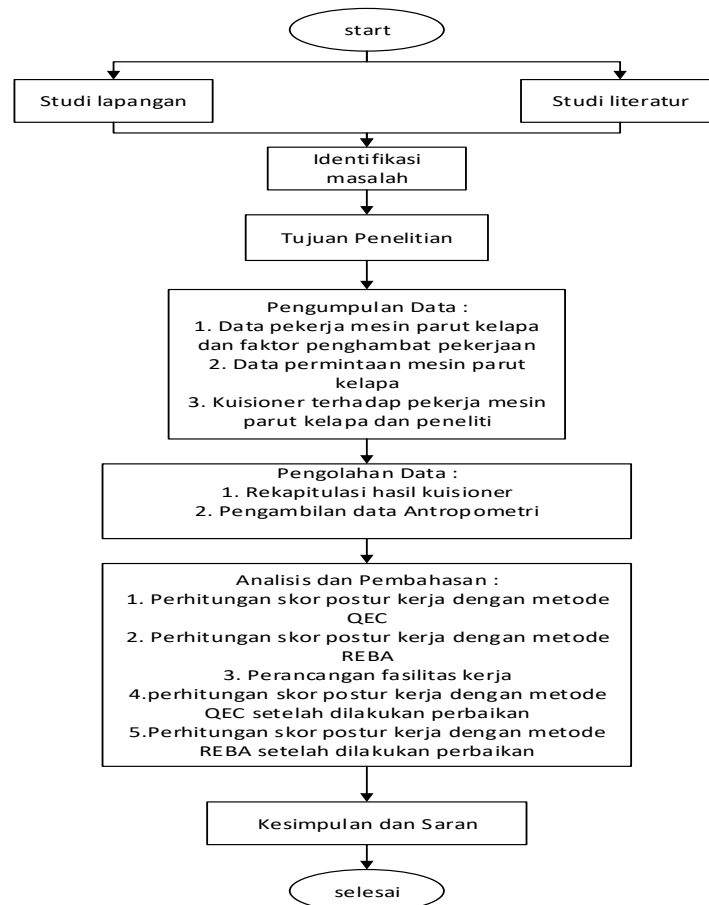 start
Studi lapangan
Studi literatur
Identifikasi
masalah
Tujuan Penelitian
Pengumpulan Data :
1. Data pekerja mesin parut kelapa
dan faktor penghambat pekerjaan
2. Data permintaan mesin parut
kelapa
3. Kuisioner terhadap pekerja mesin
parut kelapa dan peneliti
Pengolahan Data :
1. Rekapitulasi hasil kuisioner
2. Pengambilan data Antropometri
Analisis dan Pembahasan :
1. Perhitungan skor postur kerja dengan metode
QEC
2. Perhitungan skor postur kerja dengan metode
REBA
3. Perancangan fasilitas kerja
4.perhitungan skor postur kerja dengan metode
QEC setelah dilakukan perbaikan
5.Perhitungan skor postur kerja dengan metode
REBA setelah dilakukan perbaikan
Kesimpulan dan Saran
selesai